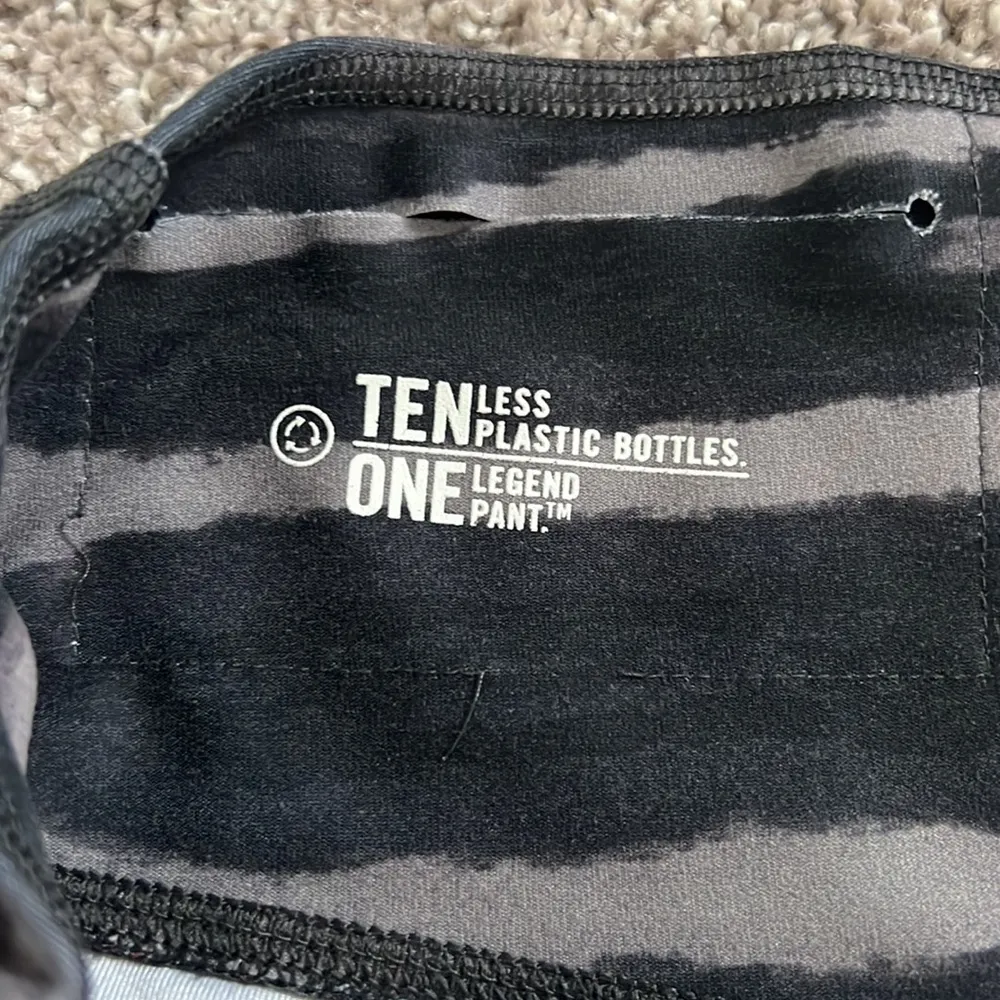 TEN LESS
PLASTIC BOTTLES.
ONE LEGEND
PANT.™